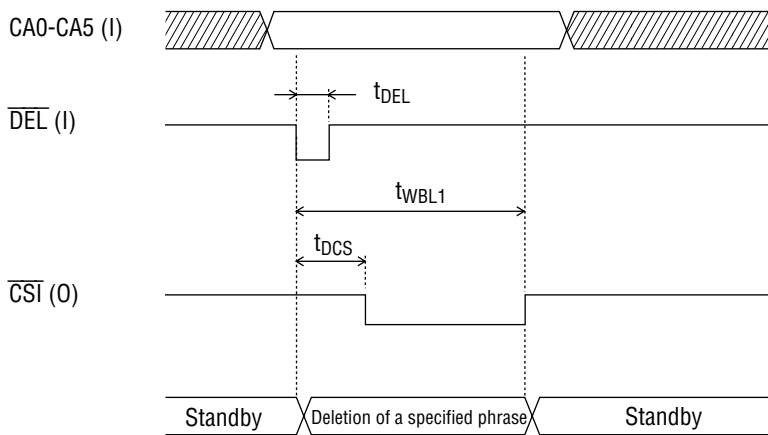 CA0-CA5 (I)
tDEL
DEL (I)
tWBL1
tDCS
CSI (O)
Standby Deletion of a specified phrase Standby